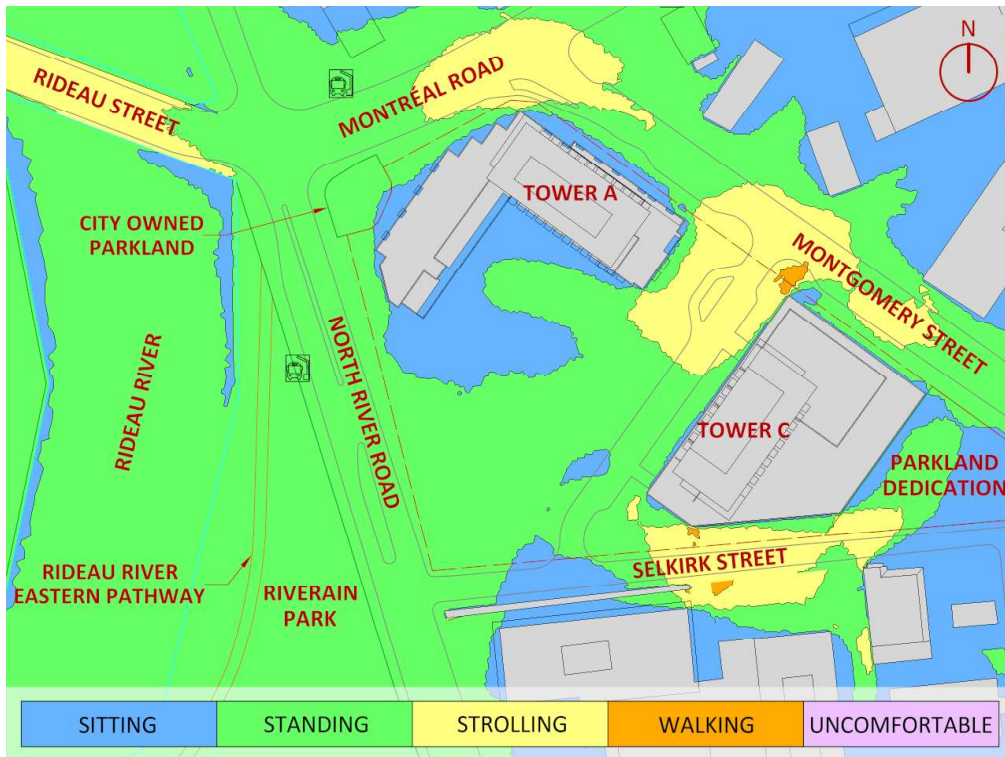 N
RIDEAU STREET
MONTRÉAL ROAD
TOWER A
CITY OWNED
PARKLAND
MONTGOMERY STREET
NORTH RIVER ROAD
RIDEAU RIVER
TOWER C
PARKLAND
DEDICATION
SELKIRK STREET
RIDEAU RIVER
EASTERN PATHWAY
RIVERAIN
PARK
SITTING
STANDING
STROLLING
WALKING
UNCOMFORTABLE